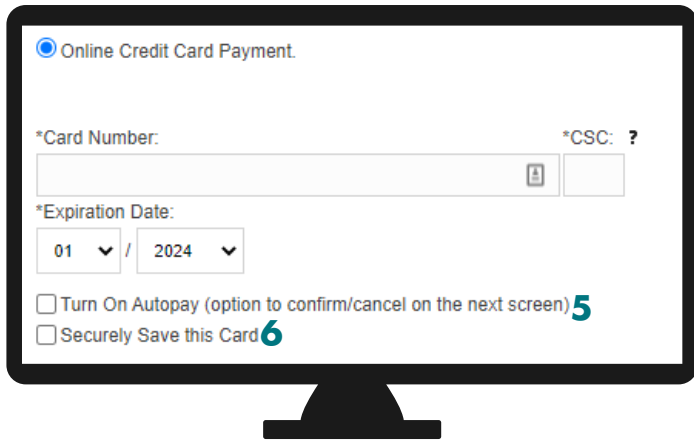 Online Credit Card Payment.
*Card Number: *CSC: ?
*Expiration Date:
01 / 2024
Turn On Autopay (option to confirm/cancel on the next screen) 5
Securely Save this Card 6